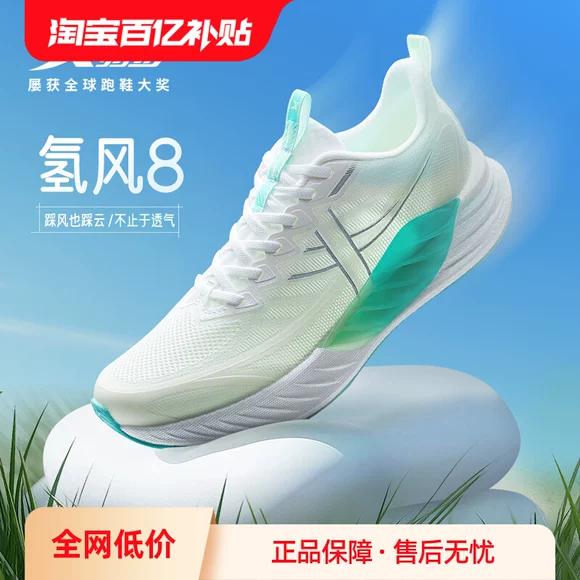 淘宝百亿补贴
屡获全球跑鞋大奖
氢风8
踩风也踩云/不止于透气
全网低价
正品保障·售后无忧